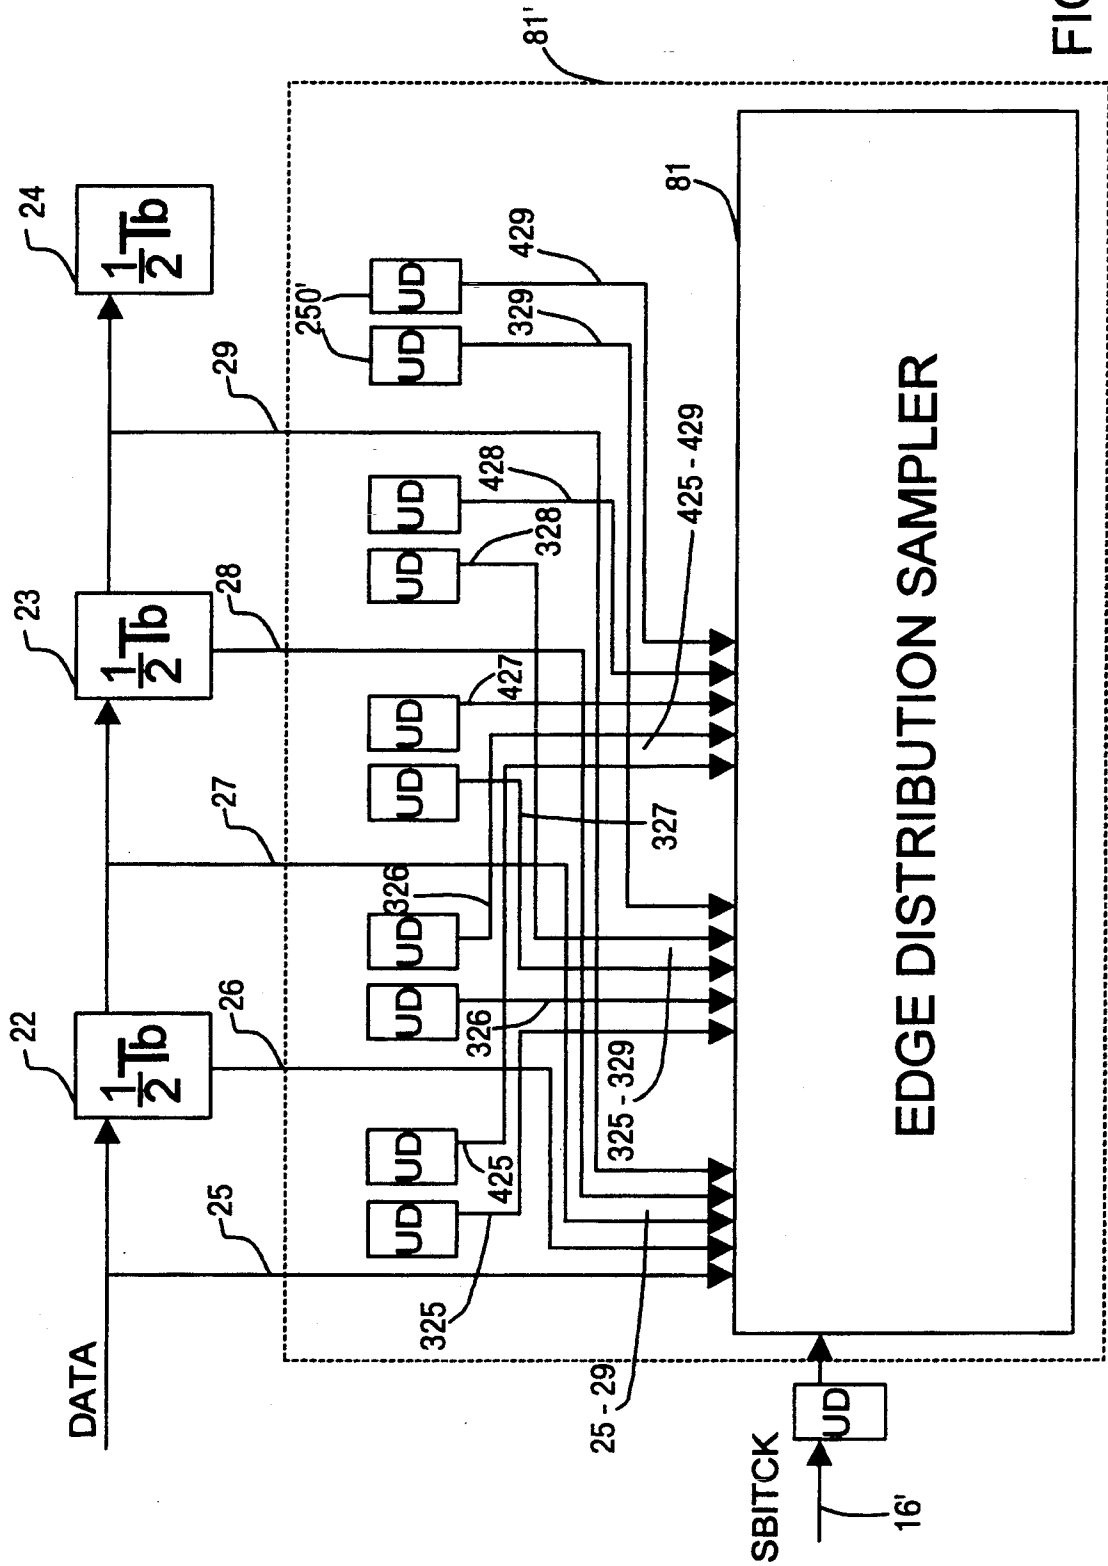 DATA
22
1/2 Tb
23
1/2 Tb
24
1/2 Tb
25
26
27
28
29
81'
250'
UD
UD
UD
UD
UD
UD
UD
UD
UD
UD
325
425
326
326
327
427
328
428
329
429
25 - 29
325 - 329
425 - 429
81
EDGE DISTRIBUTION SAMPLER
SBITCK
16'
UD